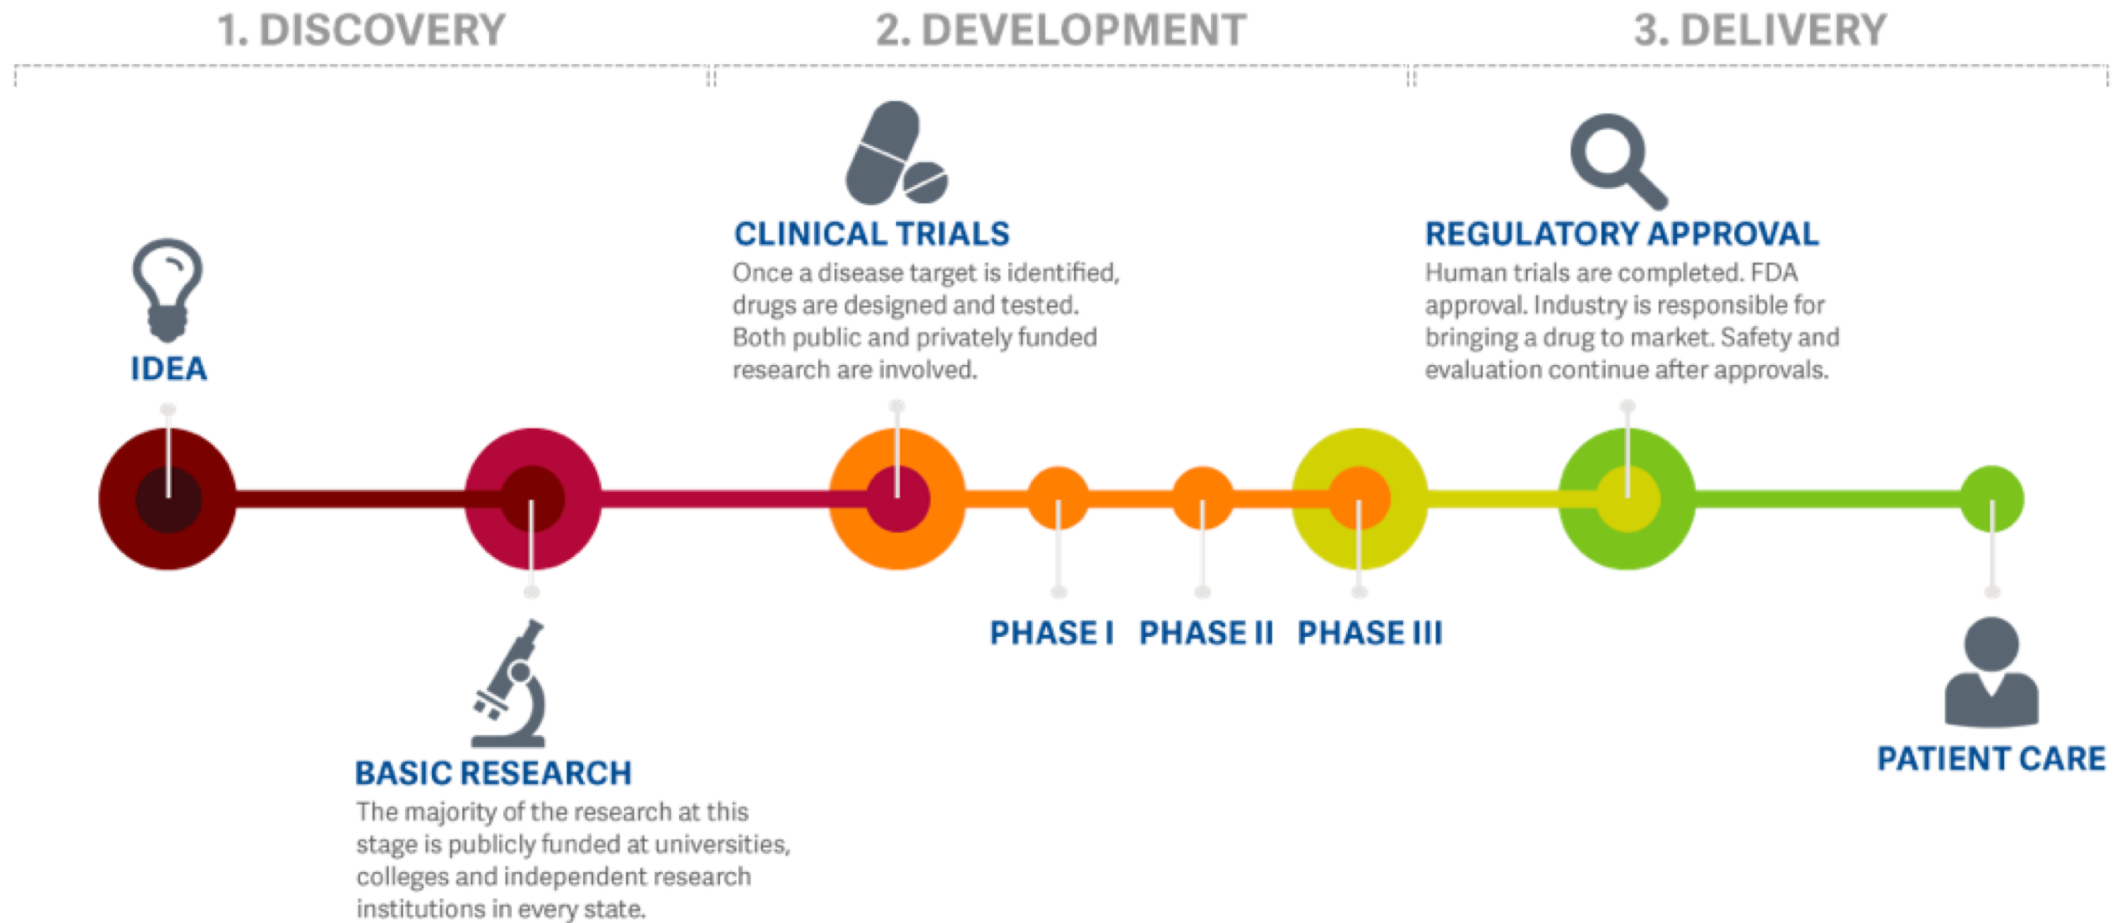 1. DISCOVERY
2. DEVELOPMENT
3. DELIVERY
IDEA
BASIC RESEARCH
The majority of the research at this
stage is publicly funded at universities,
colleges and independent research
institutions in every state.
CLINICAL TRIALS
Once a disease target is identified,
drugs are designed and tested.
Both public and privately funded
research are involved.
PHASE I
PHASE II
PHASE III
REGULATORY APPROVAL
Human trials are completed. FDA
approval. Industry is responsible for
bringing a drug to market. Safety and
evaluation continue after approvals.
PATIENT CARE